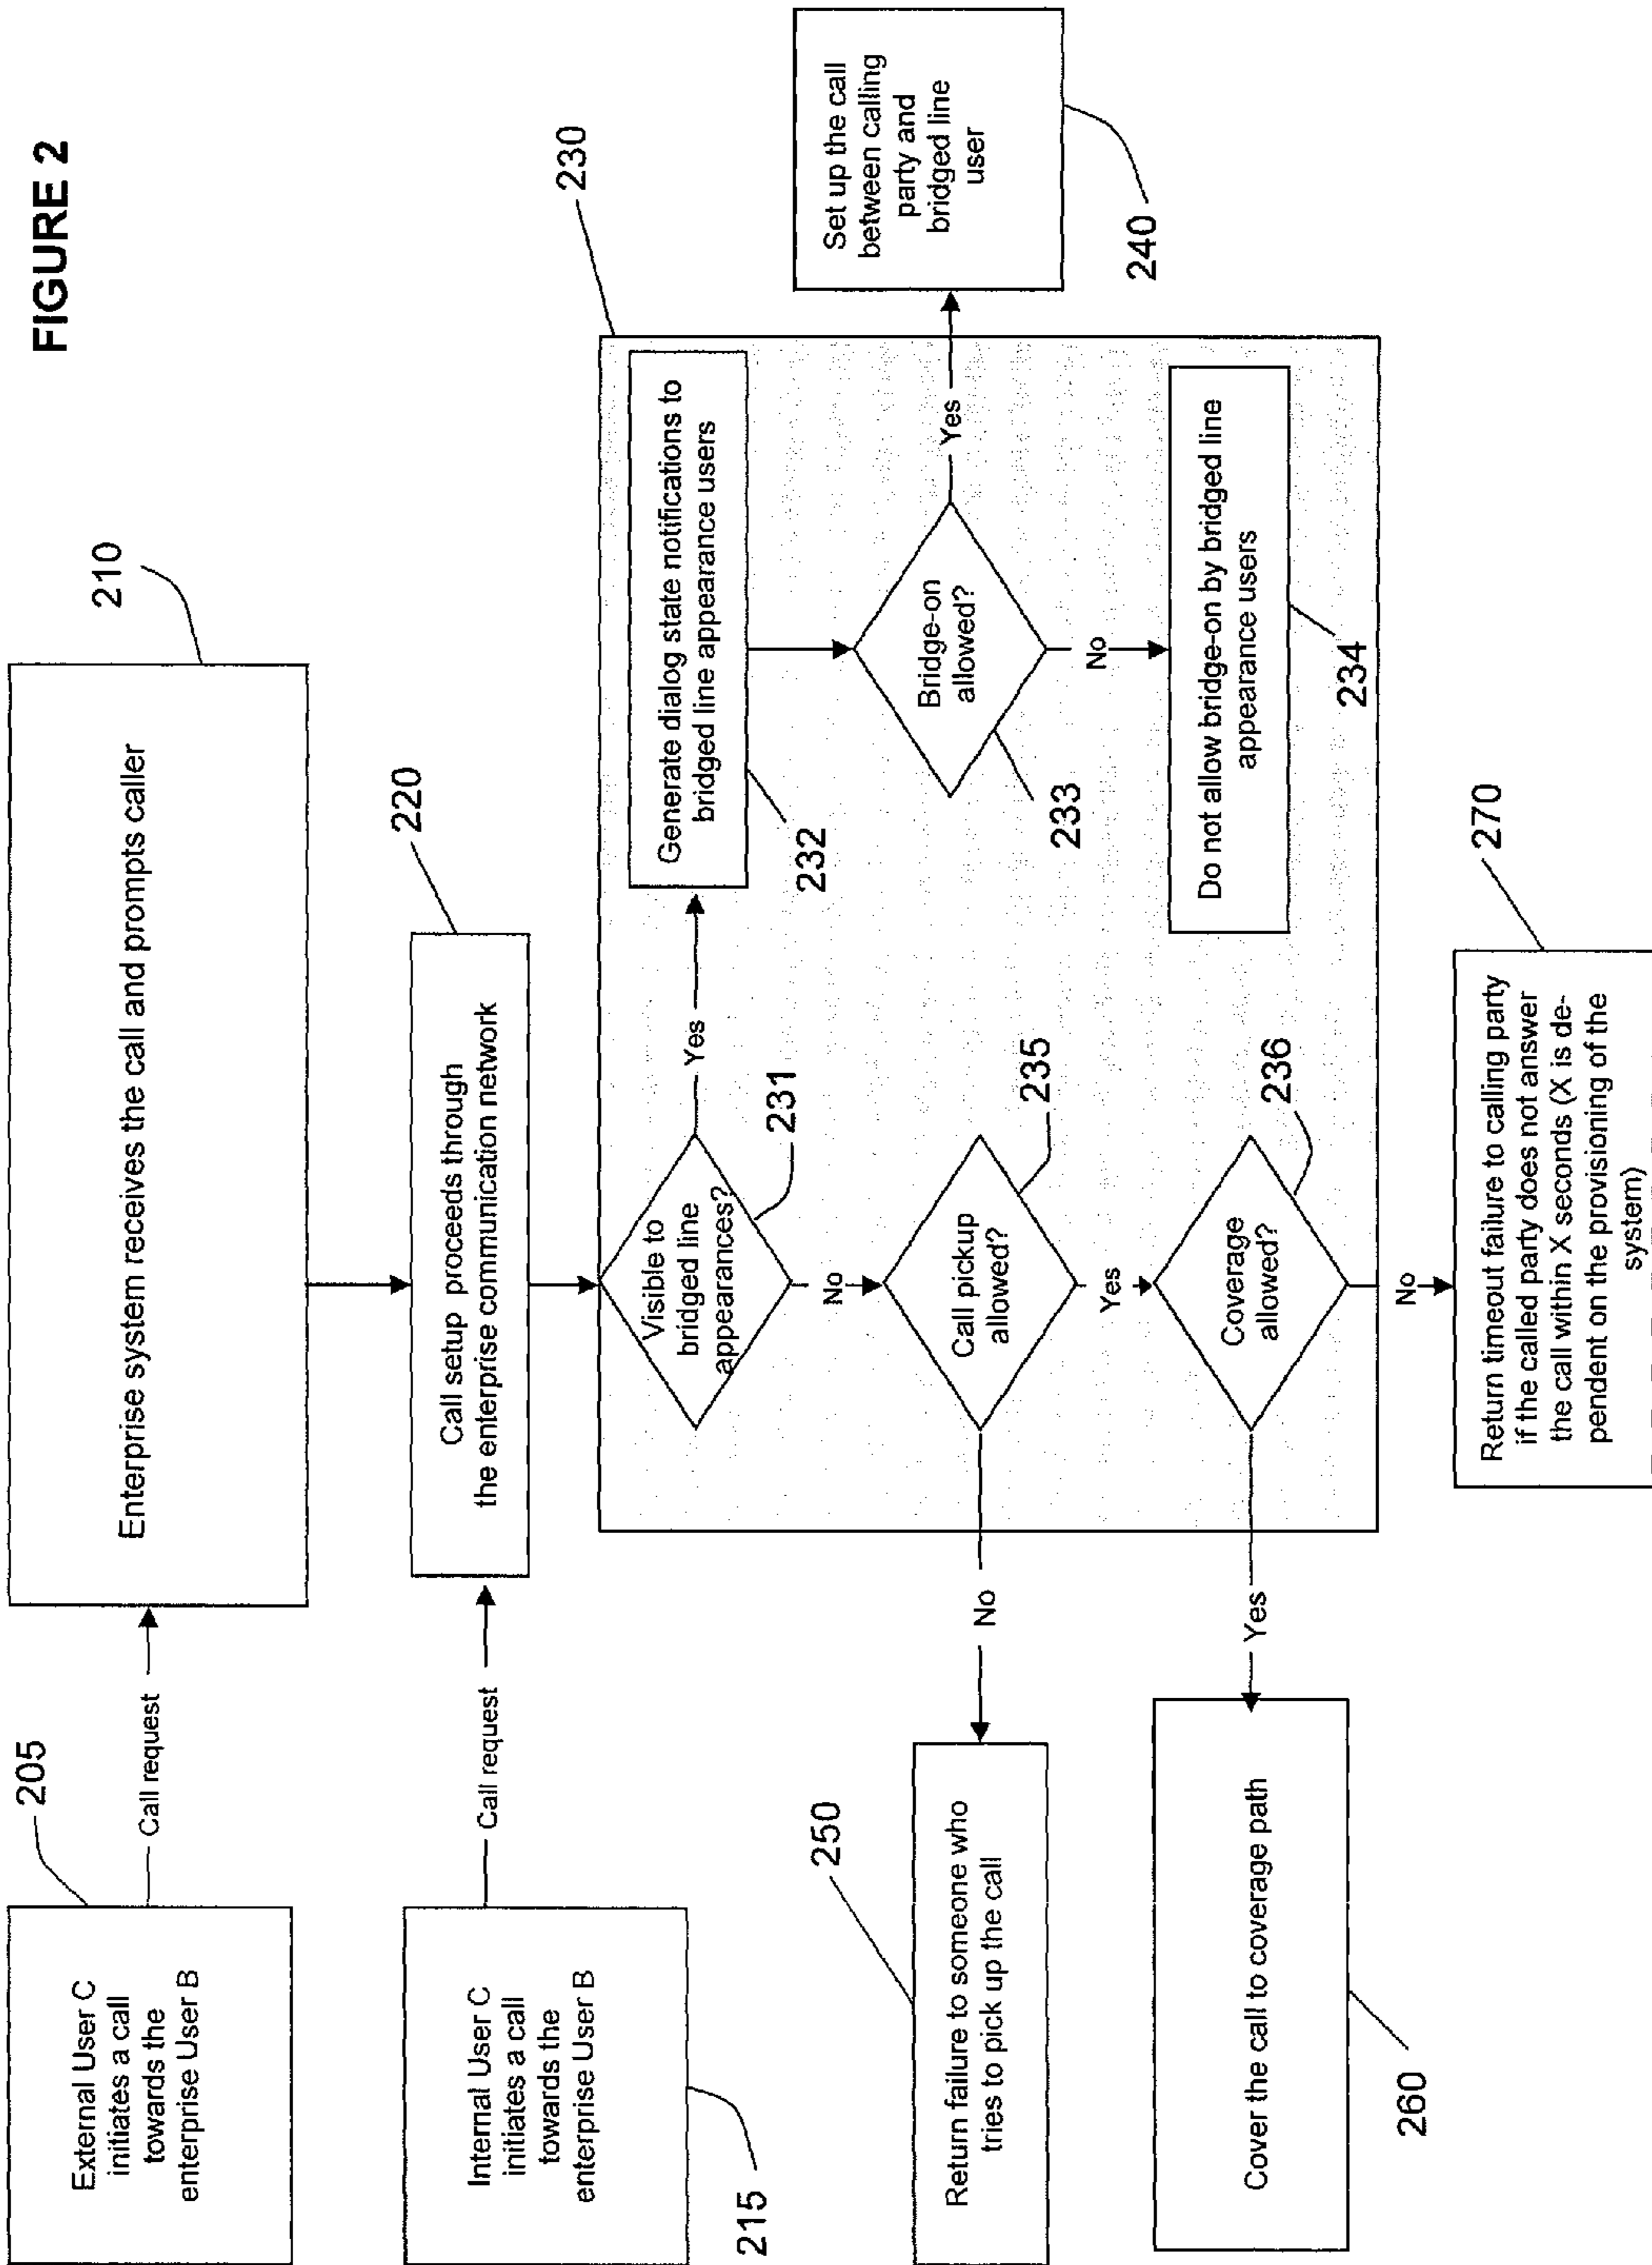 FIGURE 2
205
External User C
initiates a call
towards the
enterprise User B
Call request
210
Enterprise system receives the call and prompts caller
215
Internal User C
initiates a call
towards the
enterprise User B
Call request
220
Call setup proceeds through
the enterprise communication network
230
Visible to
bridged line
appearances?
231
Yes
Generate dialog state notifications to
bridged line appearance users
232
Bridge-on
allowed?
233
Yes
Set up the call
between calling
party and
bridged line
user
240
No
Do not allow bridge-on by bridged line
appearance users
234
No
Call pickup
allowed?
235
No
250
Return failure to someone who
tries to pick up the call
Yes
Coverage
allowed?
236
Yes
Cover the call to coverage path
260
No
270
Return timeout failure to calling party
if the called party does not answer
the call within X seconds (X is de-
pendent on the provisioning of the
system)